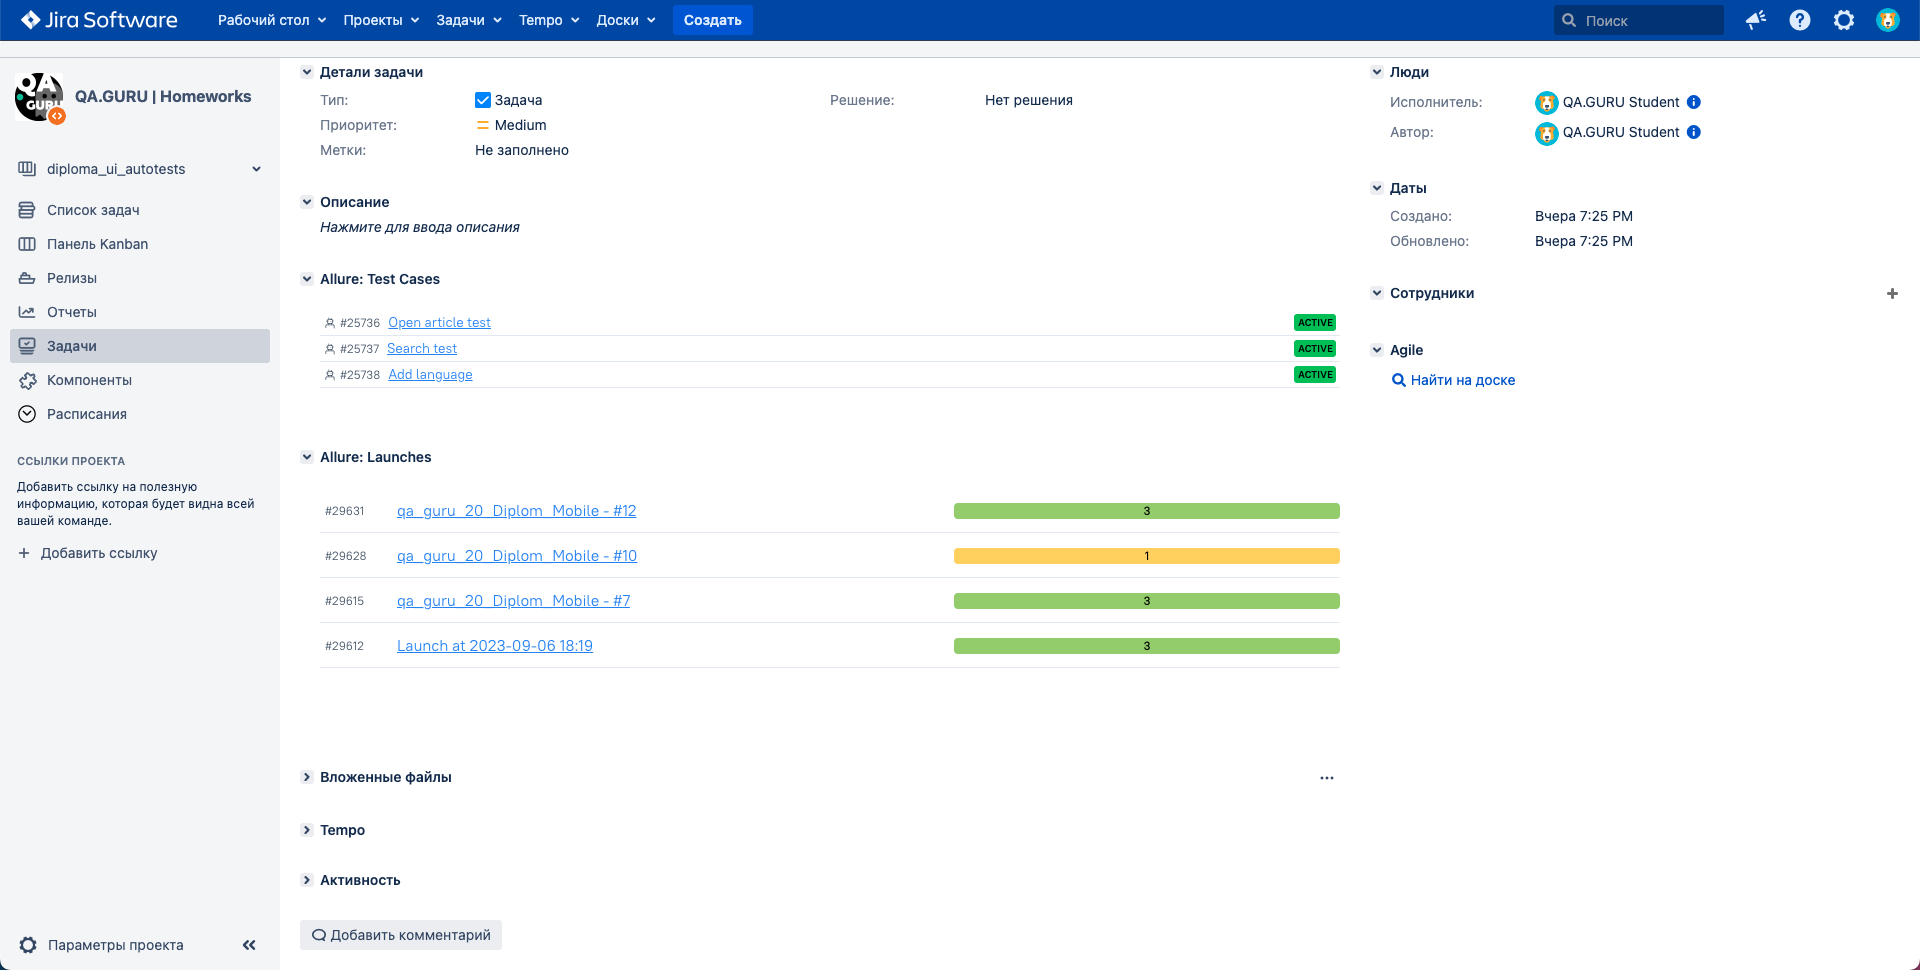 Jira Software
Рабочий стол Проекты Задачи Tempo Доски Создать Поиск
QA GURU
QA.GURU | Homeworks
diploma_ui_autotests
Список задач
Панель Kanban
Релизы
Отчеты
Задачи
Компоненты
Расписания
ССЫЛКИ ПРОЕКТА
Добавить ссылку на полезную
информацию, которая будет видна всей
вашей команде.
+ Добавить ссылку
Параметры проекта
Детали задачи
Тип: Задача Решение: Нет решения
Приоритет: Medium
Метки: Не заполнено
Описание
Нажмите для ввода описания
Allure: Test Cases
#25736 Open article test ACTIVE
#25737 Search test ACTIVE
#25738 Add language ACTIVE
Allure: Launches
#29631 qa_guru_20_Diplom_Mobile - #12 3
#29628 qa_guru_20_Diplom_Mobile - #10 1
#29615 qa_guru_20_Diplom_Mobile - #7 3
#29612 Launch at 2023-09-06 18:19 3
Вложенные файлы
Tempo
Активность
Добавить комментарий
Люди
Исполнитель: QA.GURU Student
Автор: QA.GURU Student
Даты
Создано: Вчера 7:25 PM
Обновлено: Вчера 7:25 PM
Сотрудники
Agile
Найти на доске